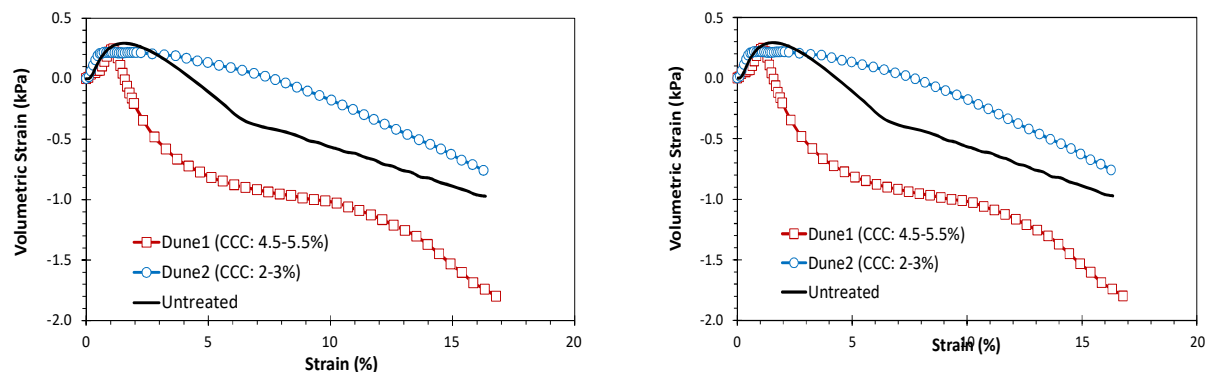 0.5
0.0
-0.5
-1.0
-1.5
-2.0
Volumetric Strain (kPa)
Dune1 (CCC: 4.5-5.5%)
Dune2 (CCC: 2-3%)
Untreated
0 5 10 15 20
Strain (%)
0.5
0.0
-0.5
-1.0
-1.5
-2.0
Volumetric Strain (kPa)
Dune1 (CCC: 4.5-5.5%)
Dune2 (CCC: 2-3%)
Untreated
0 5 10 15 20
Strain (%)